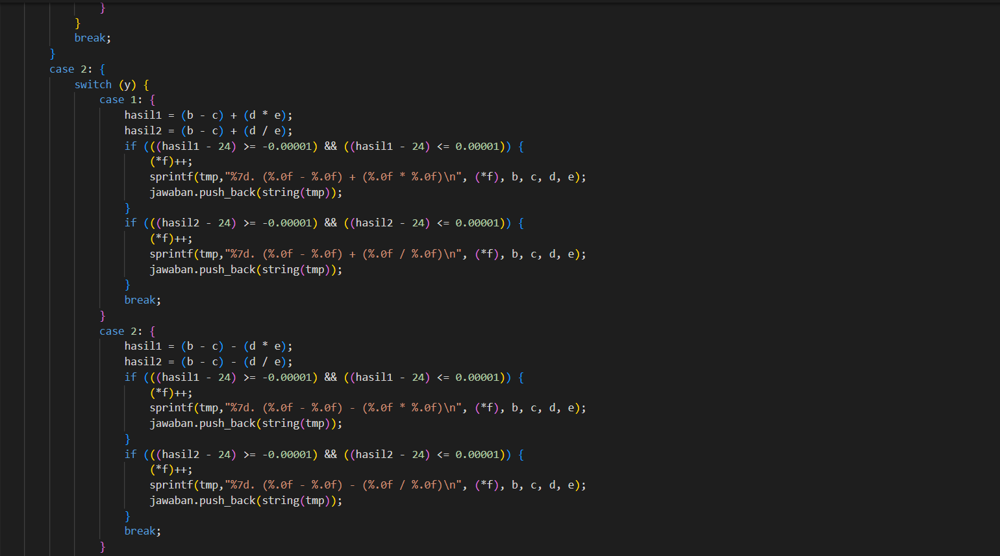 }
}
break;
}
case 2: {
switch (y) {
case 1: {
hasil1 = (b - c) + (d * e);
hasil2 = (b - c) + (d / e);
if (((hasil1 - 24) >= -0.00001) && ((hasil1 - 24) <= 0.00001)) {
(*f)++;
sprintf(tmp,"%7d. (%.0f - %.0f) + (%.0f * %.0f)\n", (*f), b, c, d, e);
jawaban.push_back(string(tmp));
}
if (((hasil2 - 24) >= -0.00001) && ((hasil2 - 24) <= 0.00001)) {
(*f)++;
sprintf(tmp,"%7d. (%.0f - %.0f) + (%.0f / %.0f)\n", (*f), b, c, d, e);
jawaban.push_back(string(tmp));
}
break;
}
case 2: {
hasil1 = (b - c) - (d * e);
hasil2 = (b - c) - (d / e);
if (((hasil1 - 24) >= -0.00001) && ((hasil1 - 24) <= 0.00001)) {
(*f)++;
sprintf(tmp,"%7d. (%.0f - %.0f) - (%.0f * %.0f)\n", (*f), b, c, d, e);
jawaban.push_back(string(tmp));
}
if (((hasil2 - 24) >= -0.00001) && ((hasil2 - 24) <= 0.00001)) {
(*f)++;
sprintf(tmp,"%7d. (%.0f - %.0f) - (%.0f / %.0f)\n", (*f), b, c, d, e);
jawaban.push_back(string(tmp));
}
break;
}